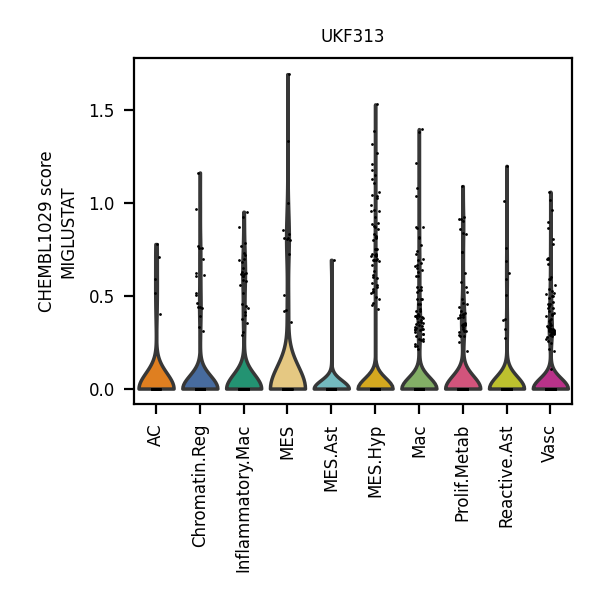 UKF313
CHEMBL1029 score
MIGLUSTAT
1.5
1.0
0.5
0.0
AC
Chromatin.Reg
Inflammatory.Mac
MES
MES.Ast
MES.Hyp
Mac
Prolif.Metab
Reactive.Ast
Vasc